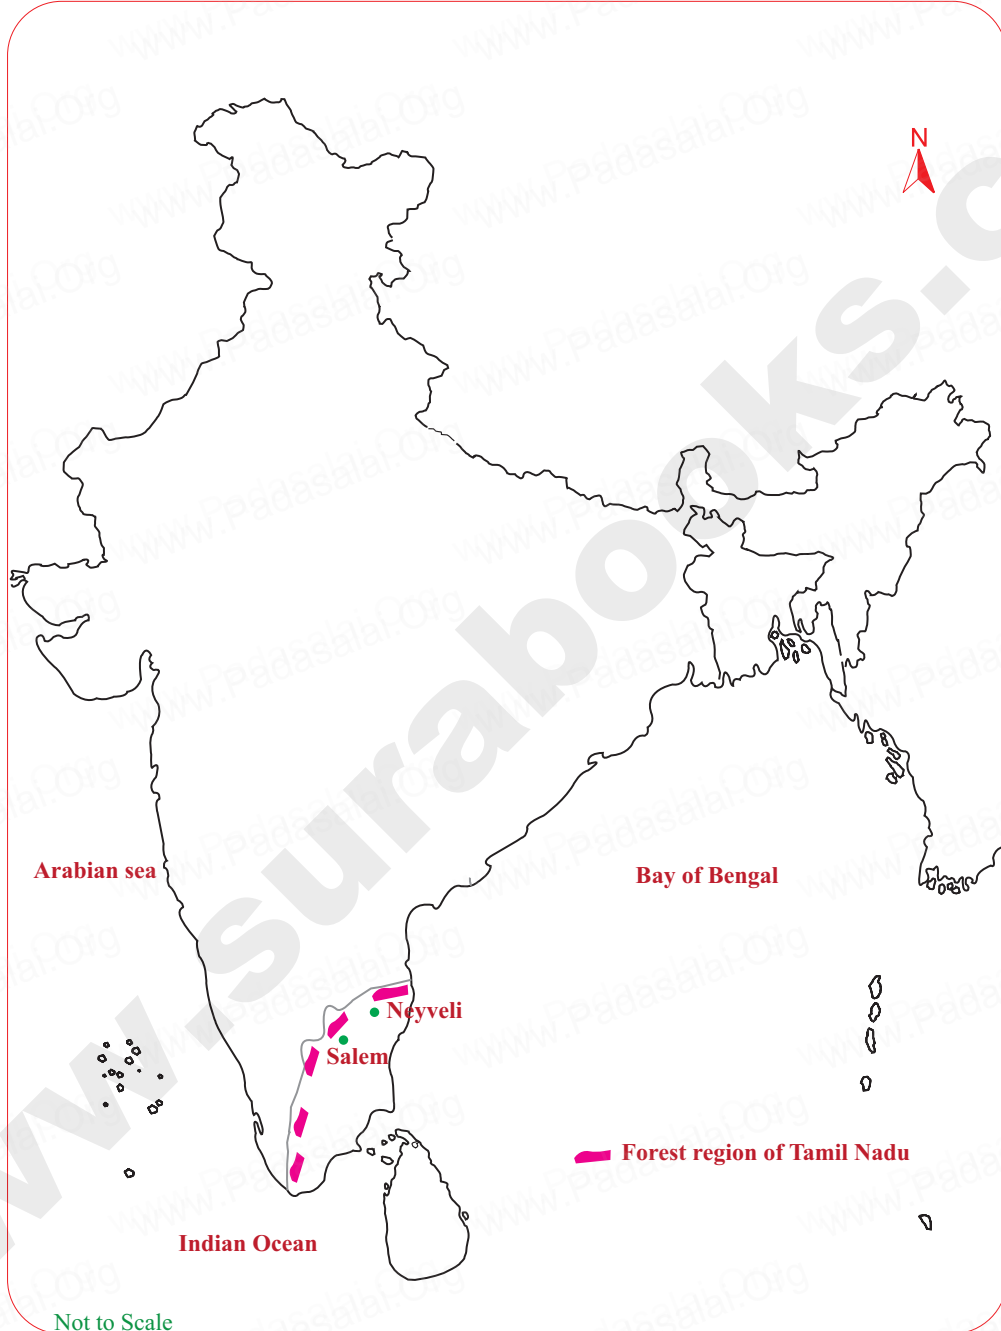 N
Arabian sea
Bay of Bengal
Neyveli
Salem
Forest region of Tamil Nadu
Indian Ocean
Not to Scale
www.surabooks.c
www.Padasalai.Org